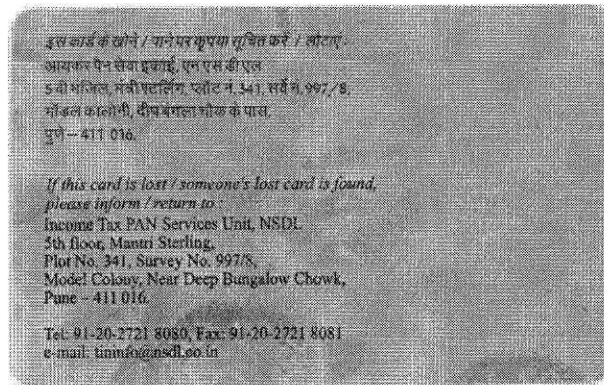 इस कार्ड के खोने / पाने पर कृपया सूचित करें / लौटाएं :
आयकर पैन सेवा इकाई, एन एस डी एल
5 वी मंजिल, मंत्री स्टर्लिंग, प्लॉट नं. 341, सर्वे नं. 997/8,
मॉडल कालोनी, दीप बंगला चौक के पास,
पुणे – 411 016.
If this card is lost / someone's lost card is found,
please inform / return to :
Income Tax PAN Services Unit, NSDL
5th floor, Mantri Sterling,
Plot No. 341, Survey No. 997/8,
Model Colony, Near Deep Bungalow Chowk,
Pune – 411 016.
Tel: 91-20-2721 8080, Fax: 91-20-2721 8081
e-mail: tininfo@nsdl.co.in